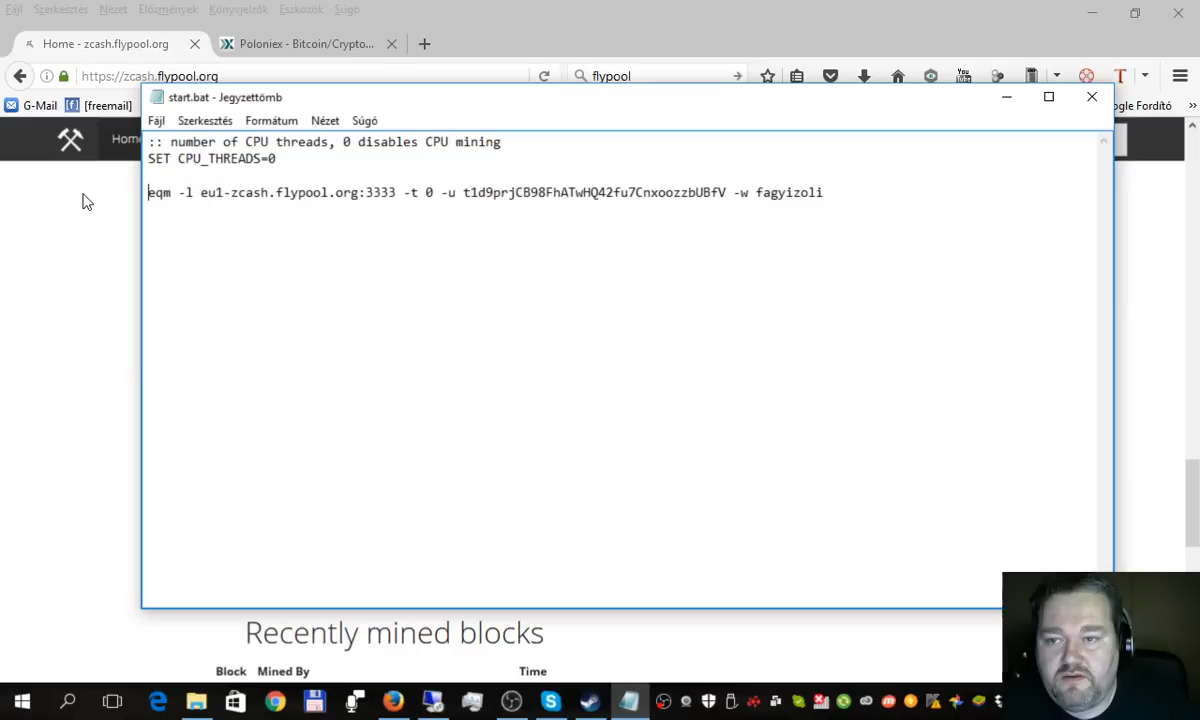 Fájl Szerkesztés Nézet Előzmények Könyvjelzők Eszközök Súgó
Home - zcash.flypool.org
Poloniex - Bitcoin/Crypto...
https://zcash.flypool.org
flypool
G-Mail
[freemail]
ogle Fordító
Hom
start.bat - Jegyzettömb
Fájl Szerkesztés Formátum Nézet Súgó
:: number of CPU threads, 0 disables CPU mining
SET CPU_THREADS=0
eqm -l eu1-zcash.flypool.org:3333 -t 0 -u t1d9prjCB98FhATwHQ42fu7CnxoozzbUBfV -w fagyizoli
Recently mined blocks
Block Mined By Time